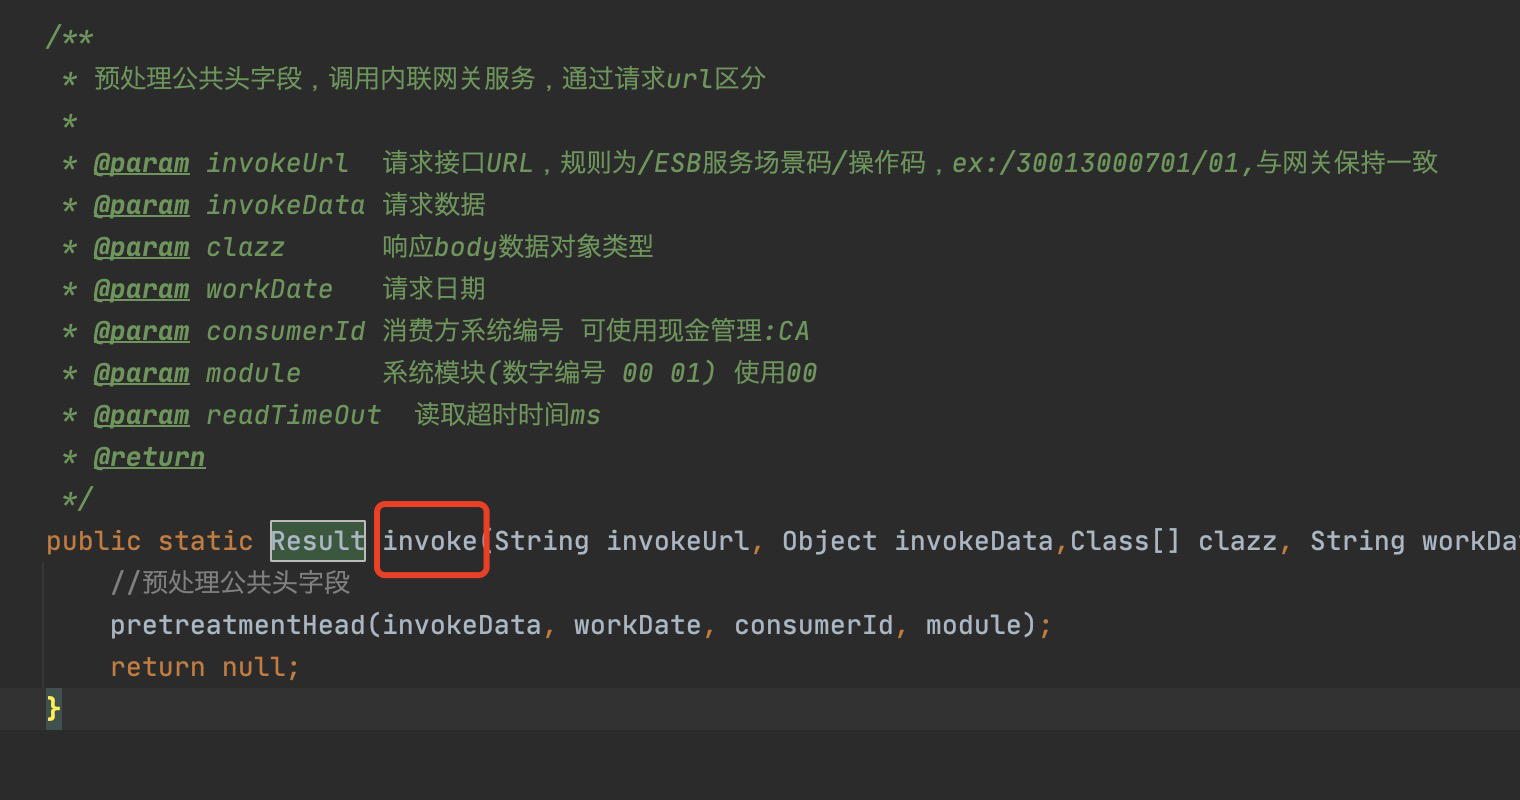 /**
 * 预处理公共头字段，调用内联网关服务，通过请求url区分
 *
 * @param invokeUrl  请求接口URL，规则为/ESB服务场景码/操作码，ex:/30013000701/01,与网关保持一致
 * @param invokeData 请求数据
 * @param clazz      响应body数据对象类型
 * @param workDate   请求日期
 * @param consumerId 消费方系统编号 可使用现金管理:CA
 * @param module     系统模块(数字编号 00 01) 使用00
 * @param readTimeOut  读取超时时间ms
 * @return
 */
public static Result invoke(String invokeUrl, Object invokeData,Class[] clazz, String workDa
    //预处理公共头字段
    pretreatmentHead(invokeData, workDate, consumerId, module);
    return null;
}